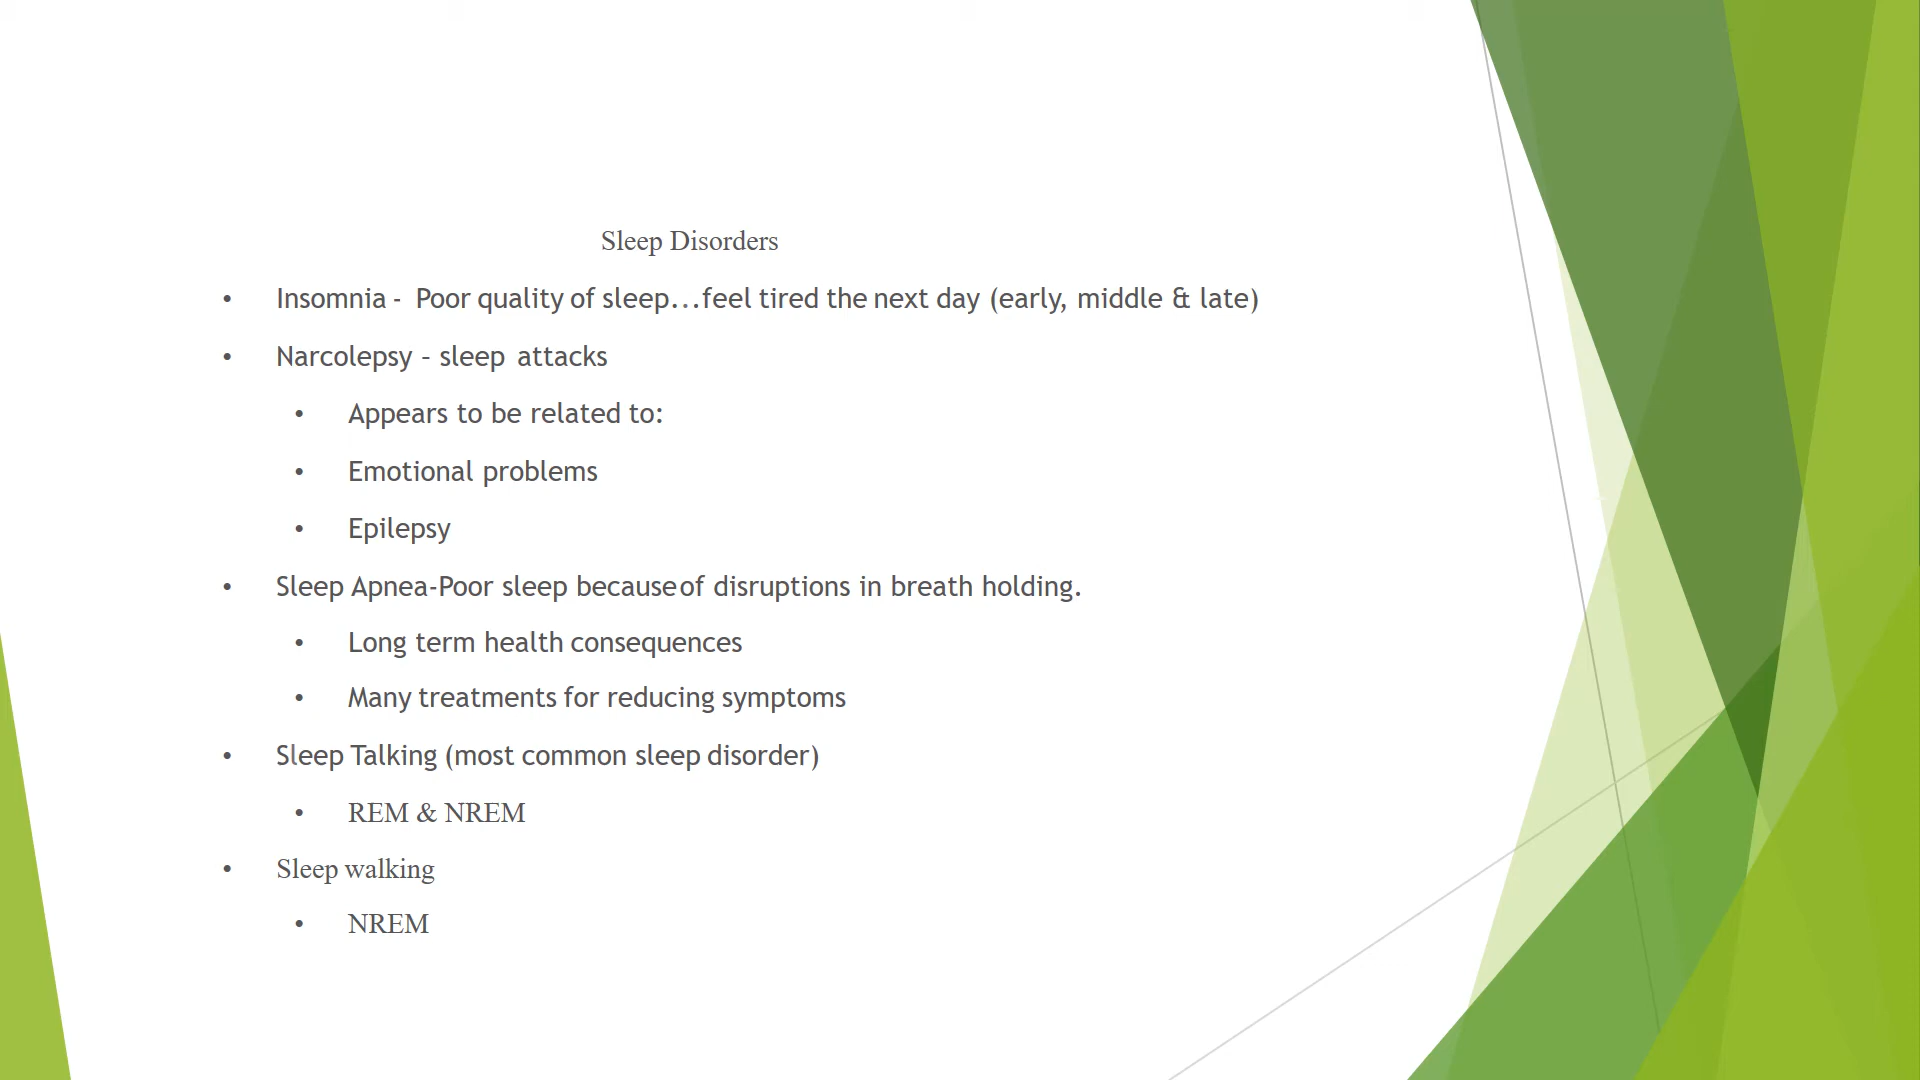 Sleep Disorders
• Insomnia - Poor quality of sleep...feel tired the next day (early, middle & late)
• Narcolepsy – sleep attacks
• Appears to be related to:
• Emotional problems
• Epilepsy
• Sleep Apnea-Poor sleep because of disruptions in breath holding.
• Long term health consequences
• Many treatments for reducing symptoms
• Sleep Talking (most common sleep disorder)
• REM & NREM
• Sleep walking
• NREM